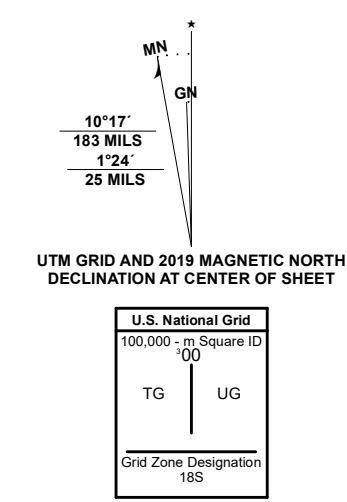 ★
MN
GN
10°17´
183 MILS
1°24´
25 MILS
UTM GRID AND 2019 MAGNETIC NORTH
DECLINATION AT CENTER OF SHEET
U.S. National Grid
100,000 - m Square ID
³00
TG UG
Grid Zone Designation
18S